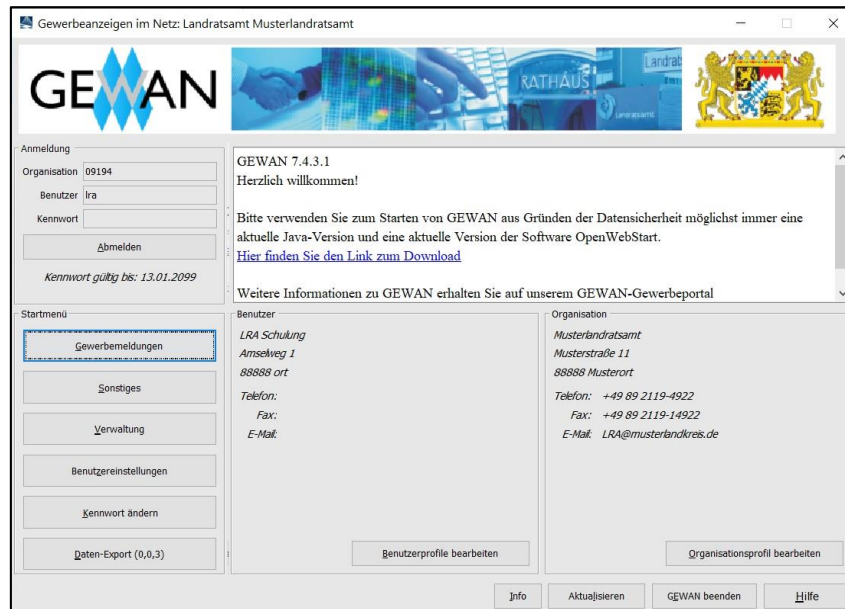 Gewerbeanzeigen im Netz: Landratsamt Musterlandratsamt
GEWAN
RATHAUS
Landrats
Landratsamt
Anmeldung
Organisation 09194
Benutzer lra
Kennwort
Abmelden
Kennwort gültig bis: 13.01.2099
GEWAN 7.4.3.1
Herzlich willkommen!
Bitte verwenden Sie zum Starten von GEWAN aus Gründen der Datensicherheit möglichst immer eine
aktuelle Java-Version und eine aktuelle Version der Software OpenWebStart.
Hier finden Sie den Link zum Download
Weitere Informationen zu GEWAN erhalten Sie auf unserem GEWAN-Gewerbeportal
Startmenü
Gewerbemeldungen
Sonstiges
Verwaltung
Benutzereinstellungen
Kennwort ändern
Daten-Export (0,0,3)
Benutzer
LRA Schulung
Amselweg 1
88888 ort
Telefon:
Fax:
E-Mail:
Benutzerprofile bearbeiten
Organisation
Musterlandratsamt
Musterstraße 11
88888 Musterort
Telefon: +49 89 2119-4922
Fax: +49 89 2119-14922
E-Mail: LRA@musterlandkreis.de
Organisationsprofil bearbeiten
Info
Aktualisieren
GEWAN beenden
Hilfe